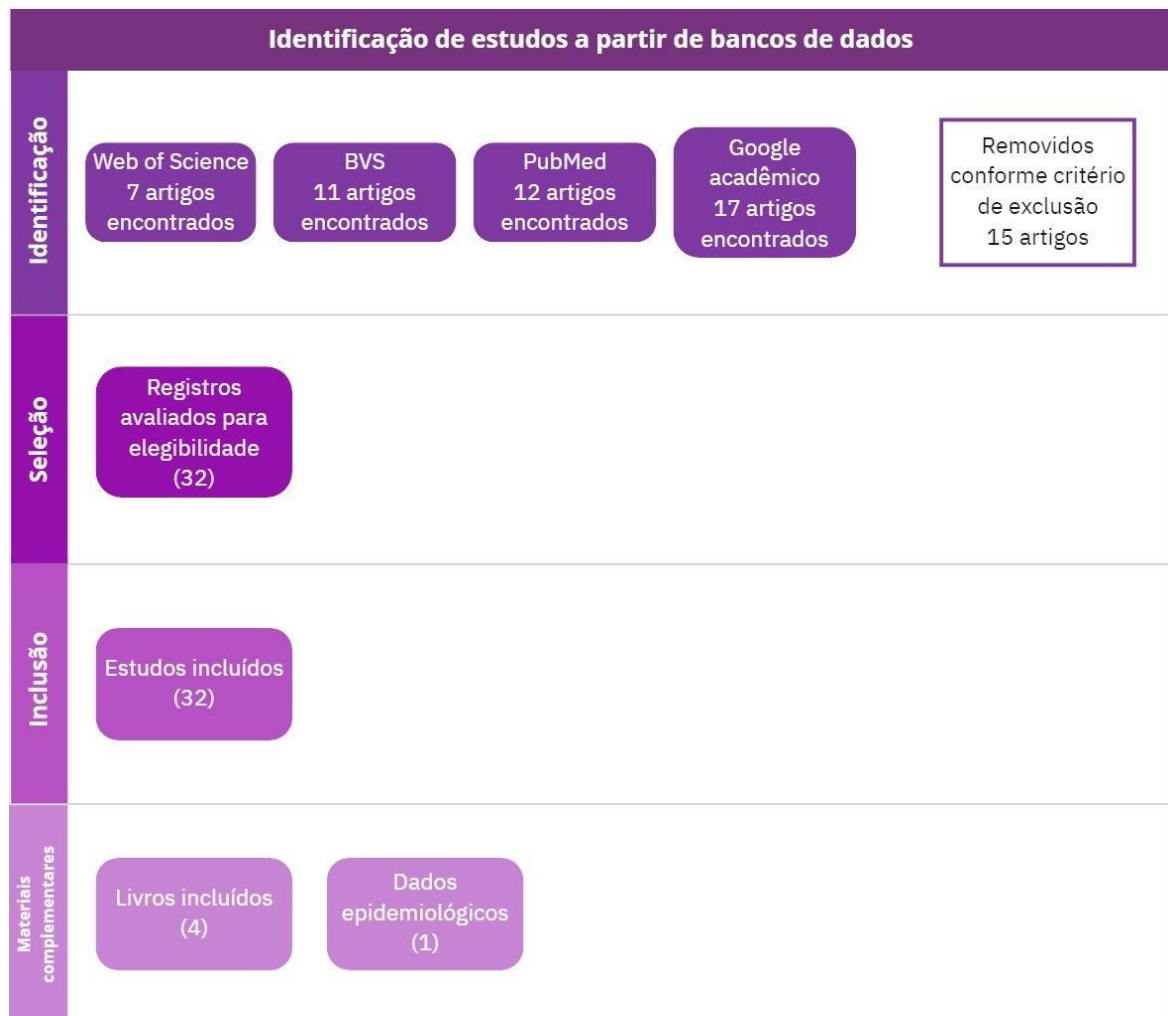 Identificação de estudos a partir de bancos de dados
Identificação
Web of Science
7 artigos
encontrados
BVS
11 artigos
encontrados
PubMed
12 artigos
encontrados
Google
acadêmico
17 artigos
encontrados
Removidos
conforme critério
de exclusão
15 artigos
Seleção
Registros
avaliados para
elegibilidade
(32)
Inclusão
Estudos incluídos
(32)
Materiais
complementares
Livros incluídos
(4)
Dados
epidemiológicos
(1)